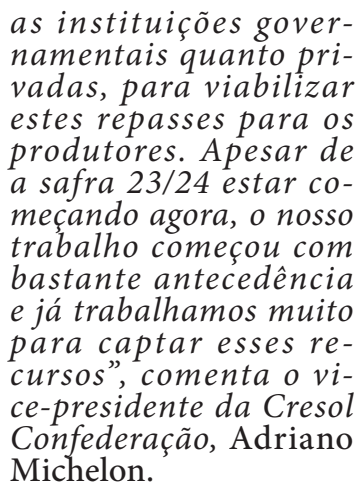 as instituições gover-
namentais quanto pri-
vadas, para viabilizar
estes repasses para os
produtores. Apesar de
a safra 23/24 estar co-
meçando agora, o nosso
trabalho começou com
bastante antecedência
e já trabalhamos muito
para captar esses re-
cursos”, comenta o vi-
ce-presidente da Cresol
Confederação, Adriano
Michelon.